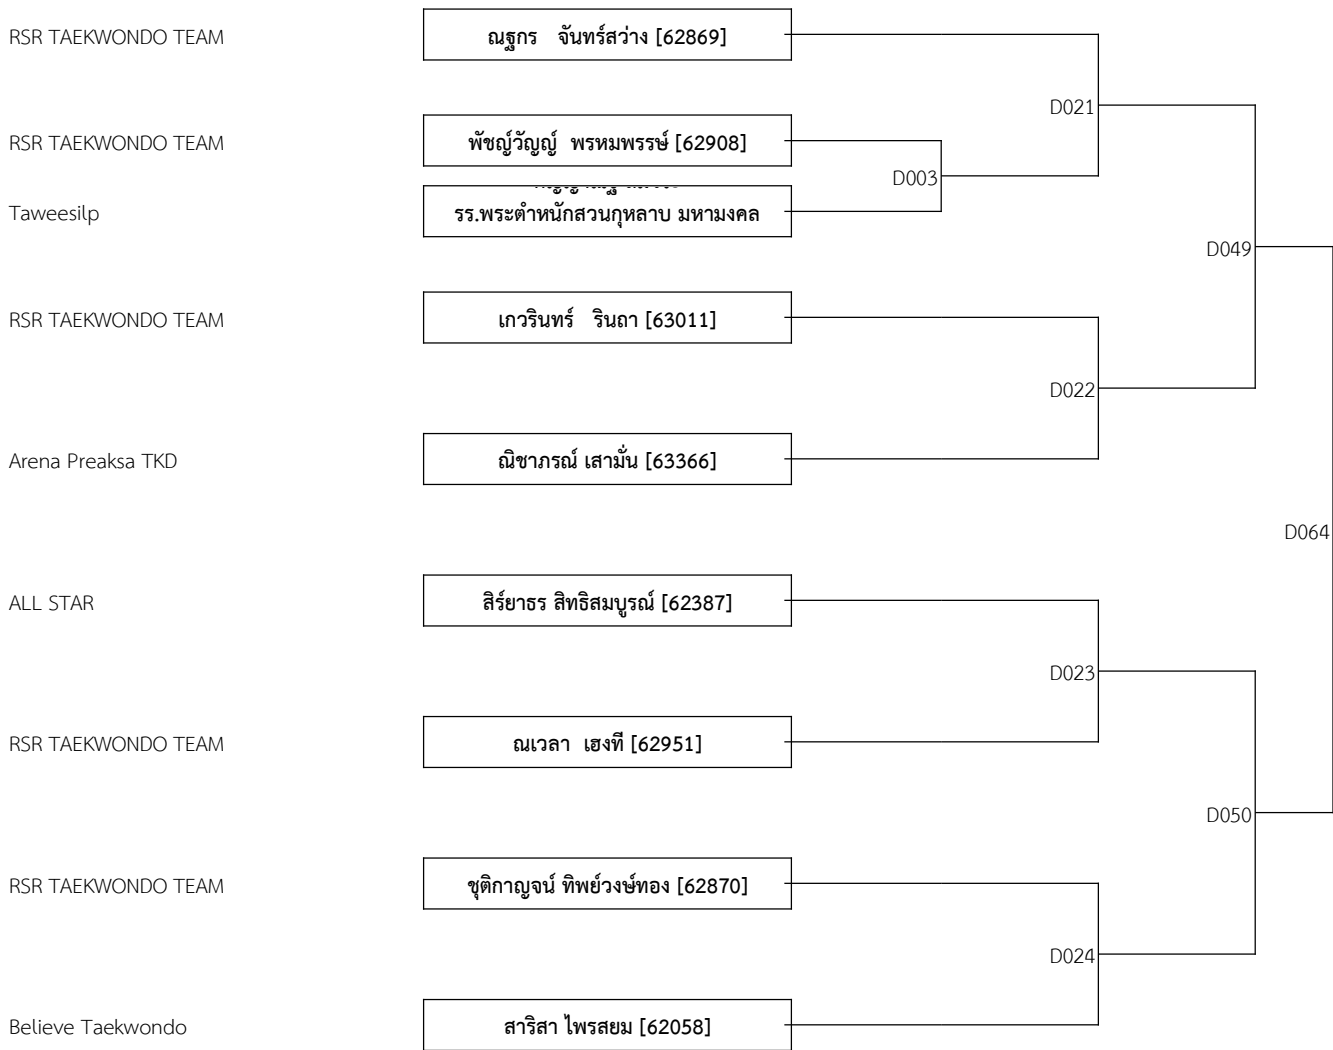 RSR TAEKWONDO TEAM
ณฐกร จันทร์สว่าง [62869]
D021
RSR TAEKWONDO TEAM
พัชญ์วัญญ์ พรหมพรรษ์ [62908]
D003
Taweesilp
รร.พระตำหนักสวนกุหลาบ มหามงคล
D049
RSR TAEKWONDO TEAM
เกวรินทร์ รินถา [63011]
D022
Arena Preaksa TKD
ณิชาภรณ์ เสามั่น [63366]
D064
ALL STAR
สิร์ยาธร สิทธิสมบูรณ์ [62387]
D023
RSR TAEKWONDO TEAM
ณเวลา เฮงที [62951]
D050
RSR TAEKWONDO TEAM
ชุติกาญจน์ ทิพย์วงษ์ทอง [62870]
D024
Believe Taekwondo
สาริสา ไพรสยม [62058]